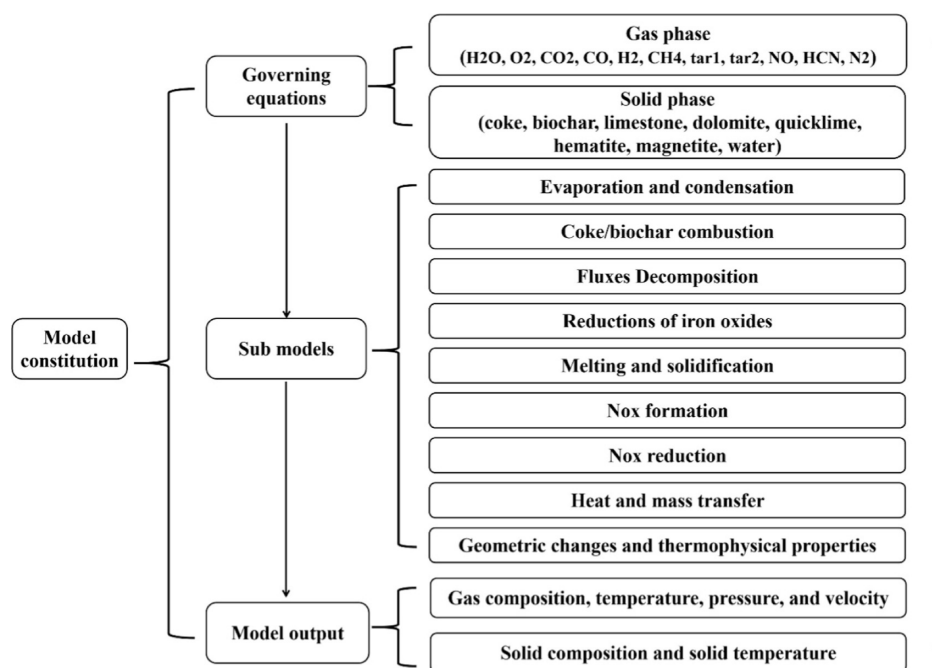 Model
constitution
Governing
equations
Gas phase
(H2O, O2, CO2, CO, H2, CH4, tar1, tar2, NO, HCN, N2)
Solid phase
(coke, biochar, limestone, dolomite, quicklime,
hematite, magnetite, water)
Sub models
Evaporation and condensation
Coke/biochar combustion
Fluxes Decomposition
Reductions of iron oxides
Melting and solidification
Nox formation
Nox reduction
Heat and mass transfer
Geometric changes and thermophysical properties
Model output
Gas composition, temperature, pressure, and velocity
Solid composition and solid temperature